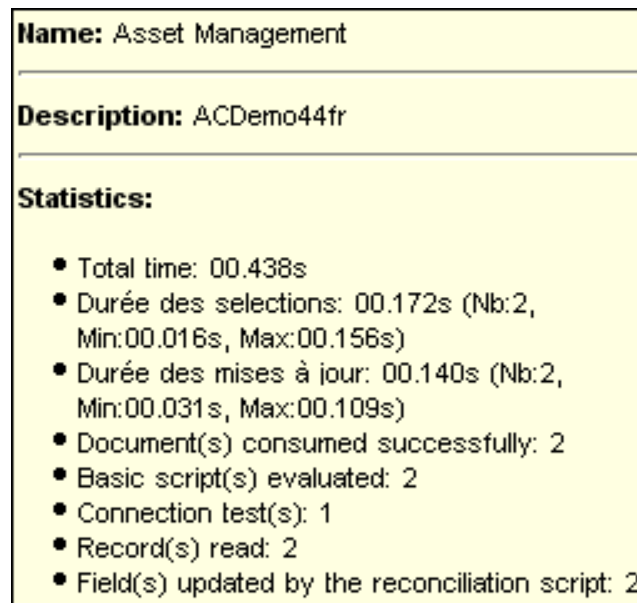 Name: Asset Management
Description: ACDemo44fr
Statistics:
• Total time: 00.438s
• Durée des selections: 00.172s (Nb:2,
Min:00.016s, Max:00.156s)
• Durée des mises à jour: 00.140s (Nb:2,
Min:00.031s, Max:00.109s)
• Document(s) consumed successfully: 2
• Basic script(s) evaluated: 2
• Connection test(s): 1
• Record(s) read: 2
• Field(s) updated by the reconciliation script: 2